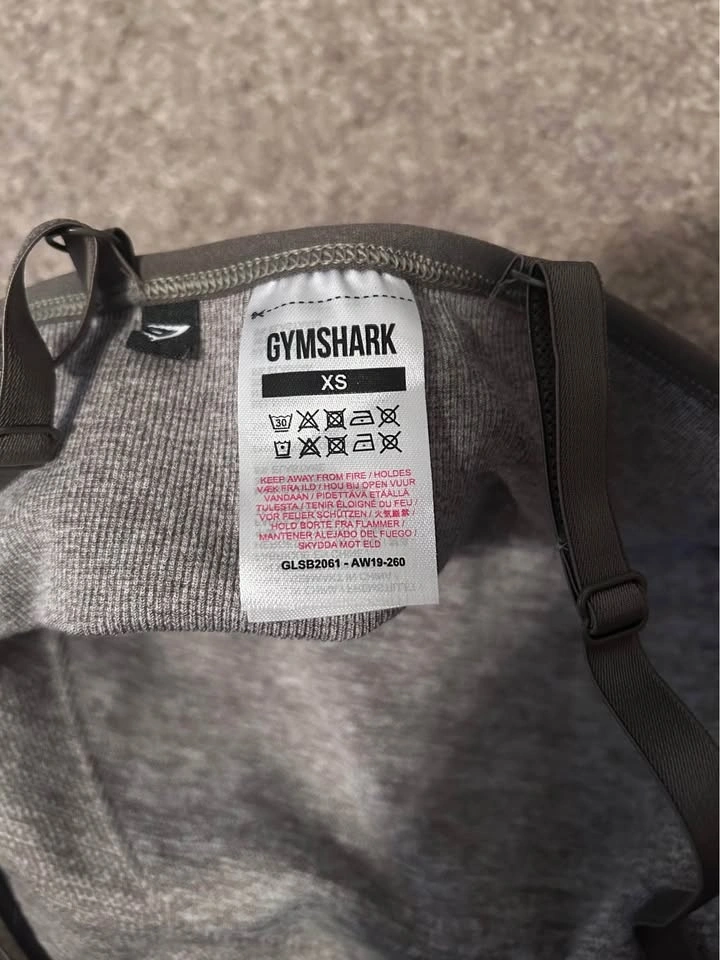 GYMSHARK
XS
30
KEEP AWAY FROM FIRE / HOLDES
VÆK FRA ILD / HOU BIJ OPEN VUUR
VANDAAN / PIDETTÄVÄ ETÄÄLLÄ
TULESTA / TENIR ÉLOIGNÉ DU FEU /
VOR FEUER SCHÜTZEN / 火気厳禁
HOLD BORTE FRA FLAMMER /
MANTENER ALEJADO DEL FUEGO /
SKYDDA MOT ELD
GLSB2061 - AW19-260